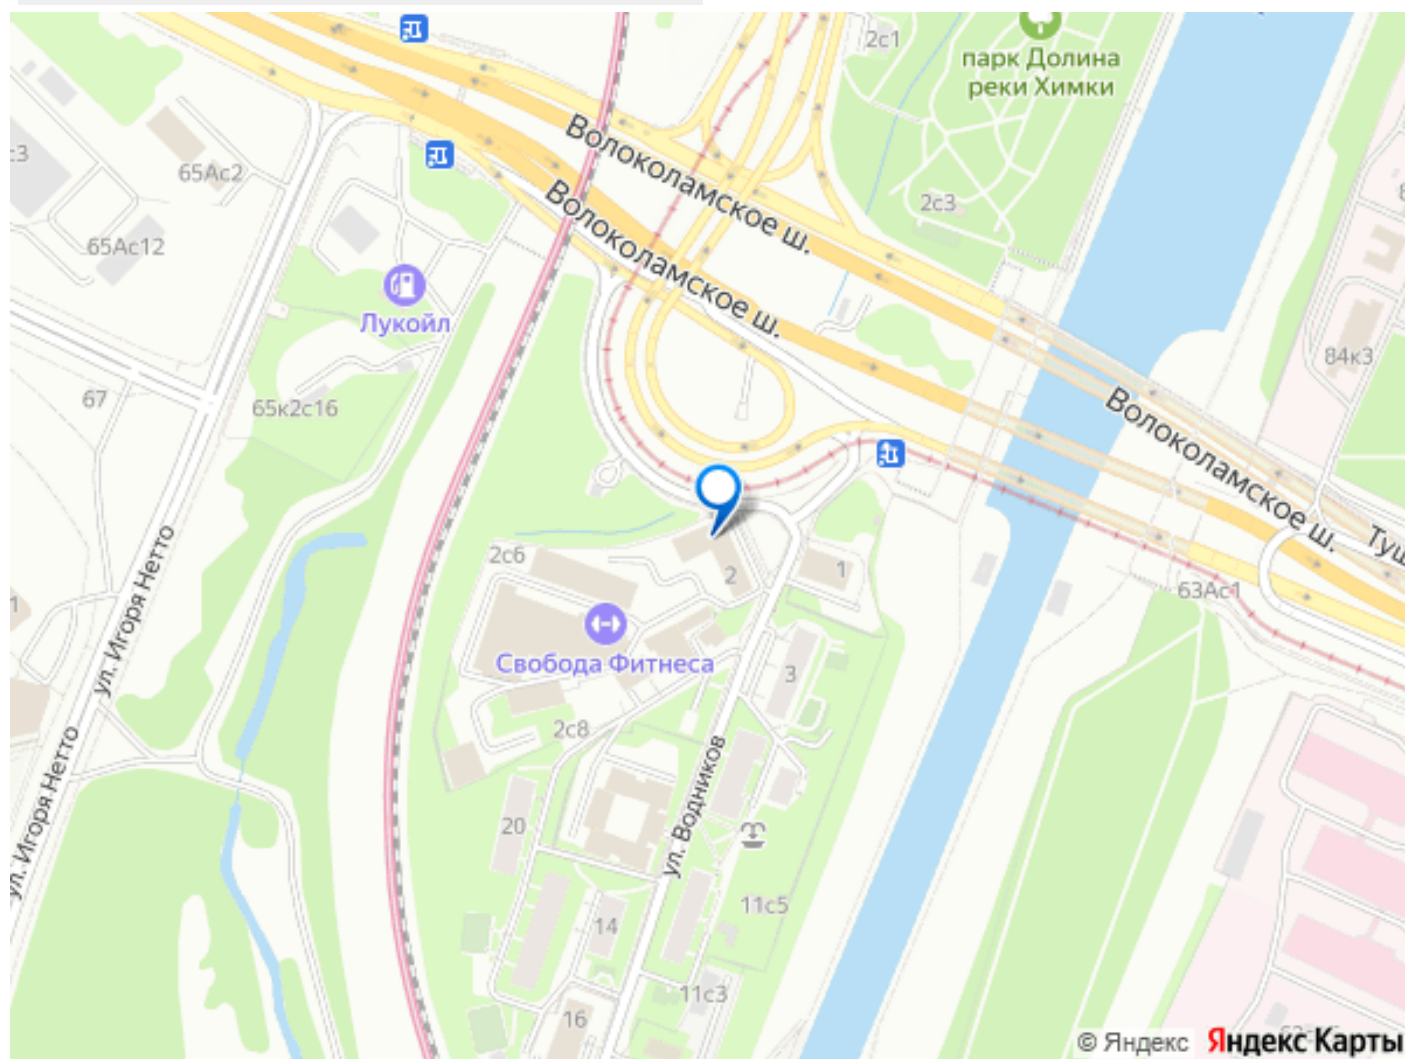 2с1
парк Долина
реки Химки
Волоколамское ш.
65Ас2
Волоколамское ш.
2с3
65Ас12
Лукойл
84к3
67
65к2с16
Волоколамское ш.
2с6
2
1
63Ас1
ул. Игоря Нетто
Свобода Фитнеса
3
2с8
ул. Водников
ул. Игоря Нетто
20
11с5
14
11с3
16
© Яндекс Яндекс Карты